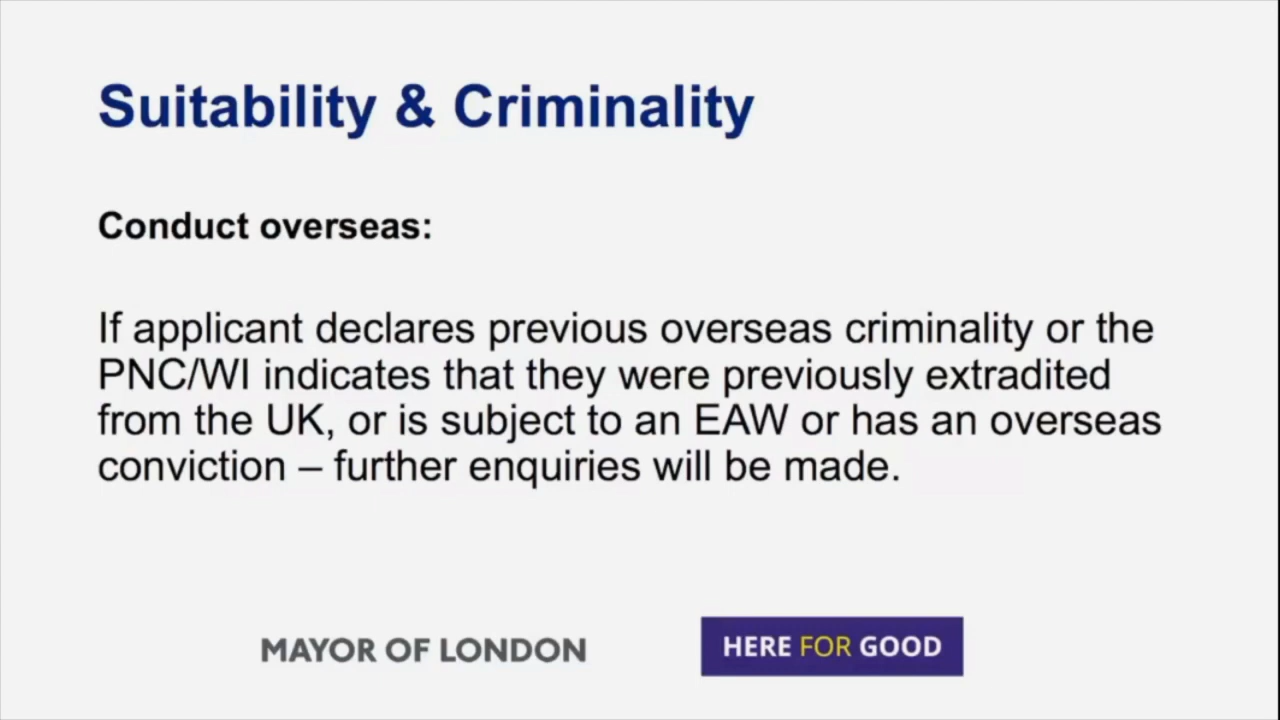 Suitability & Criminality
Conduct overseas:
If applicant declares previous overseas criminality or the
PNC/WI indicates that they were previously extradited
from the UK, or is subject to an EAW or has an overseas
conviction – further enquiries will be made.
MAYOR OF LONDON
HERE FOR GOOD